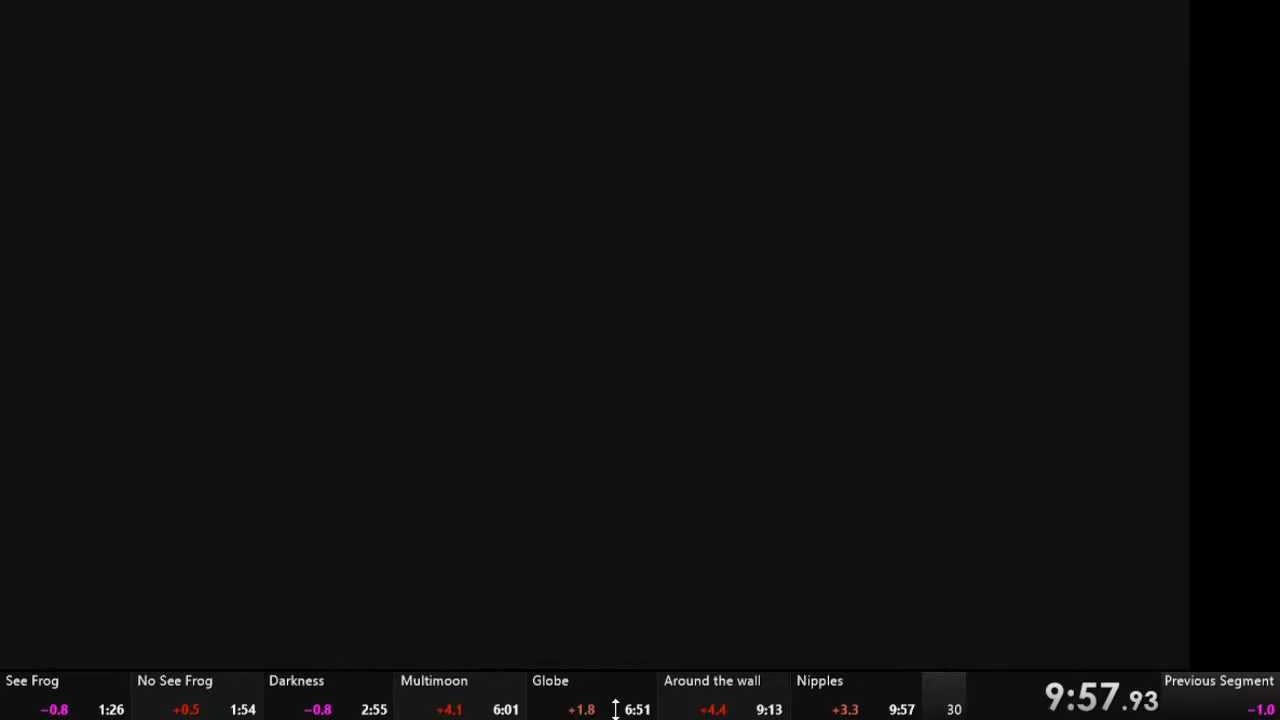 See Frog No See Frog Darkness Multimoon Globe Around the wall Nipples Previous Segment
−0.8 1:26 +0.5 1:54 −0.8 2:55 +4.1 6:01 +1.8 6:51 +4.4 9:13 +3.3 9:57 30 9:57.93 −1.0